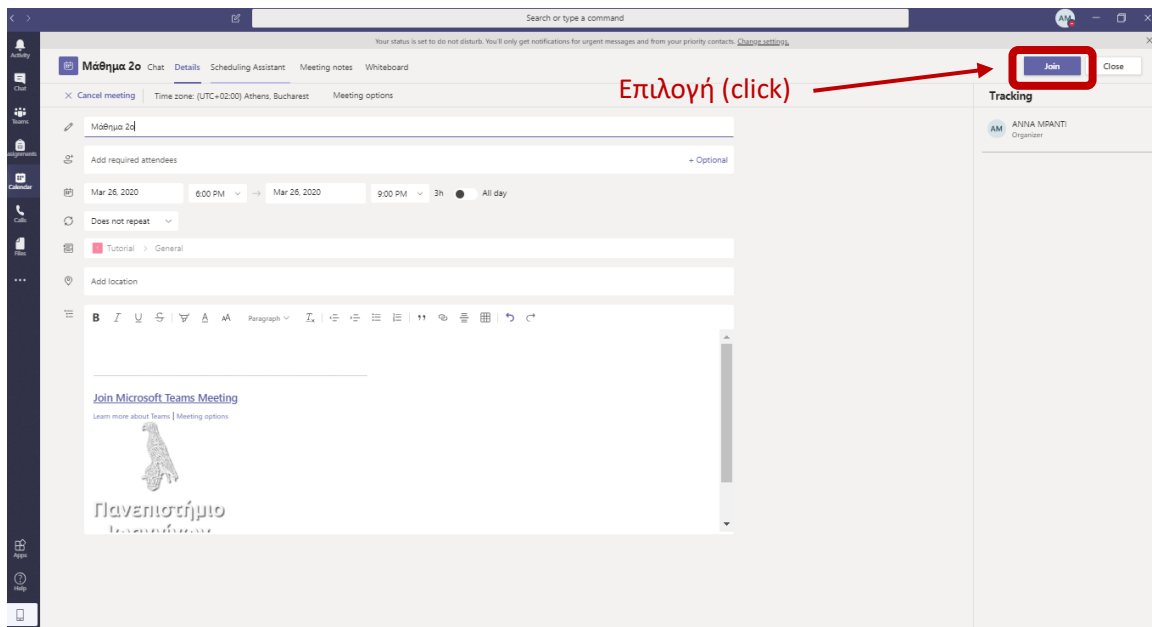 Search or type a command
AM
Your status is set to do not disturb. You'll only get notifications for urgent messages and from your priority contacts. Change settings.
Activity
Chat
Teams
Assignments
Calendar
Calls
Files
Apps
Help
Μάθημα 2ο Chat Details Scheduling Assistant Meeting notes Whiteboard
Επιλογή (click)
Join Close
Cancel meeting Time zone: (UTC+02:00) Athens, Bucharest Meeting options
Tracking
AM ANNA MPANTI
Organizer
Μάθημα 2ο
Add required attendees + Optional
Mar 26, 2020 6:00 PM → Mar 26, 2020 9:00 PM 3h All day
Does not repeat
Tutorial > General
Add location
B I U S A AA Paragraph
Join Microsoft Teams Meeting
Learn more about Teams | Meeting options
Πανεπιστήμιο
Ιωαννίνων